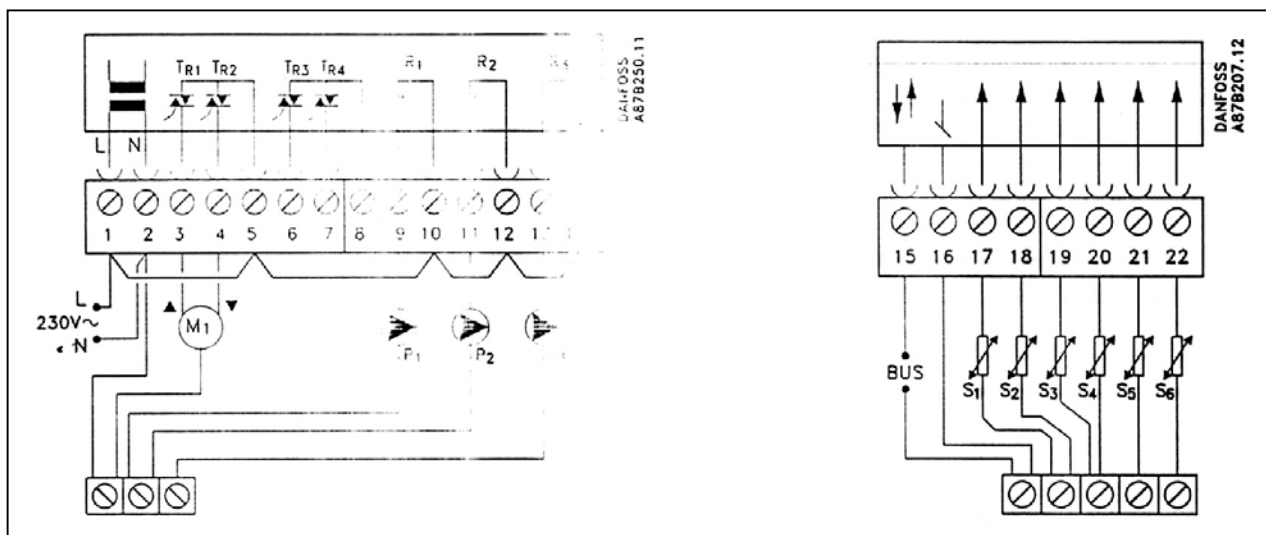 TR1 TR2 TR3 TR4 R1 R2 R3
DANFOSS
A87B250.11
L N
1 2 3 4 5 6 7 8 9 10 11 12
L
230V~
N
M1
P1 P2
DANFOSS
A87B207.12
15 16 17 18 19 20 21 22
BUS
S1 S2 S3 S4 S5 S6